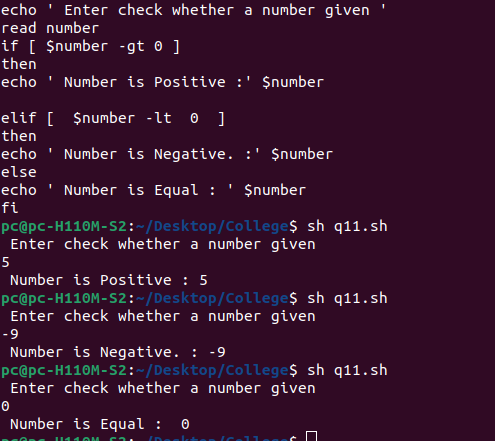 echo ' Enter check whether a number given '
read number
if [ $number -gt 0 ]
then
echo ' Number is Positive :' $number
elif [  $number -lt  0  ]
then
echo ' Number is Negative. :' $number
else
echo ' Number is Equal : ' $number
fi
pc@pc-H110M-S2:~/Desktop/College$ sh q11.sh
 Enter check whether a number given
5
 Number is Positive : 5
pc@pc-H110M-S2:~/Desktop/College$ sh q11.sh
 Enter check whether a number given
-9
 Number is Negative. : -9
pc@pc-H110M-S2:~/Desktop/College$ sh q11.sh
 Enter check whether a number given
0
 Number is Equal :  0
pc@pc-H110M-S2:~/Desktop/College$